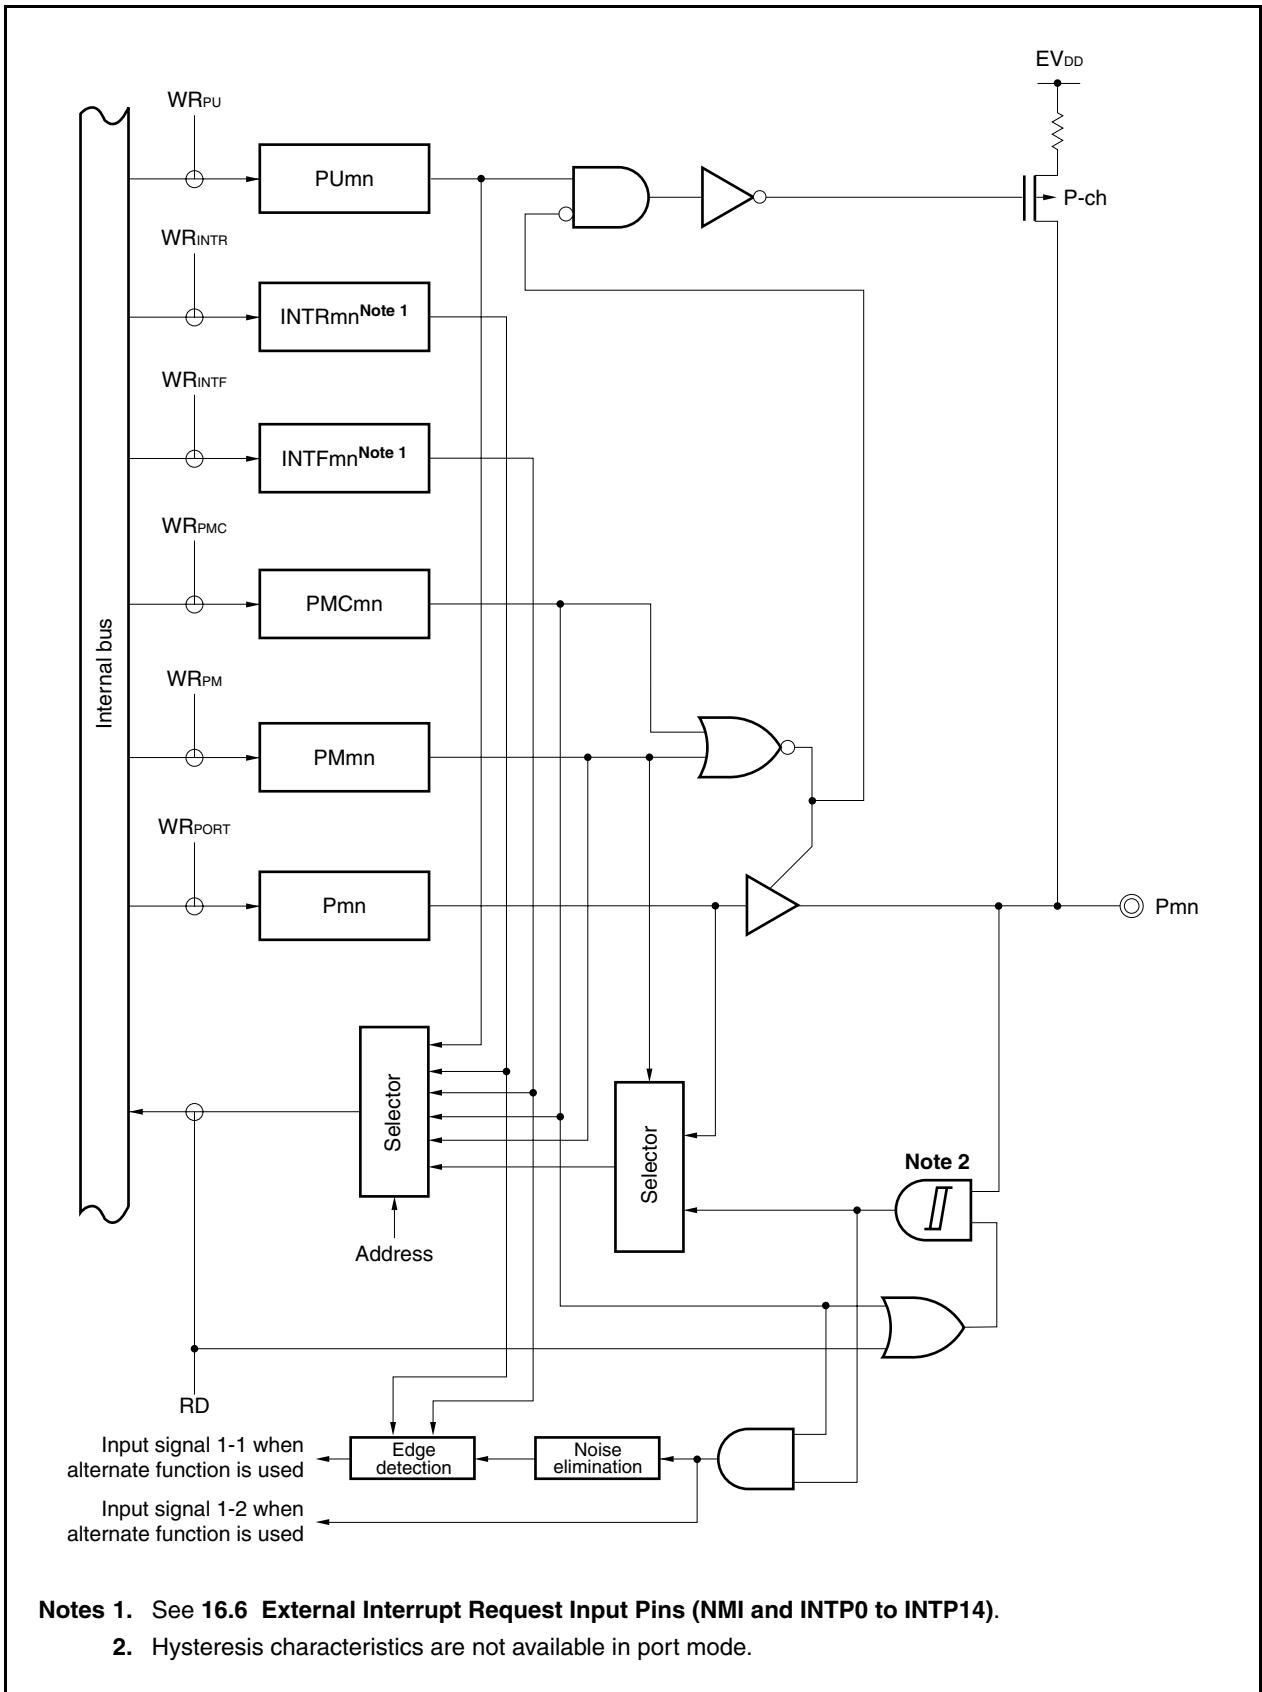 EVDD
WRPU
PUmn
P-ch
WRINTR
INTRmnNote 1
WRINTF
INTFmnNote 1
WRPMC
PMCmn
Internal bus
WRPM
PMmn
WRPORT
Pmn
Pmn
Selector
Selector
Note 2
Address
RD
Input signal 1-1 when
alternate function is used
Edge
detection
Noise
elimination
Input signal 1-2 when
alternate function is used
Notes 1. See 16.6 External Interrupt Request Input Pins (NMI and INTP0 to INTP14).
2. Hysteresis characteristics are not available in port mode.